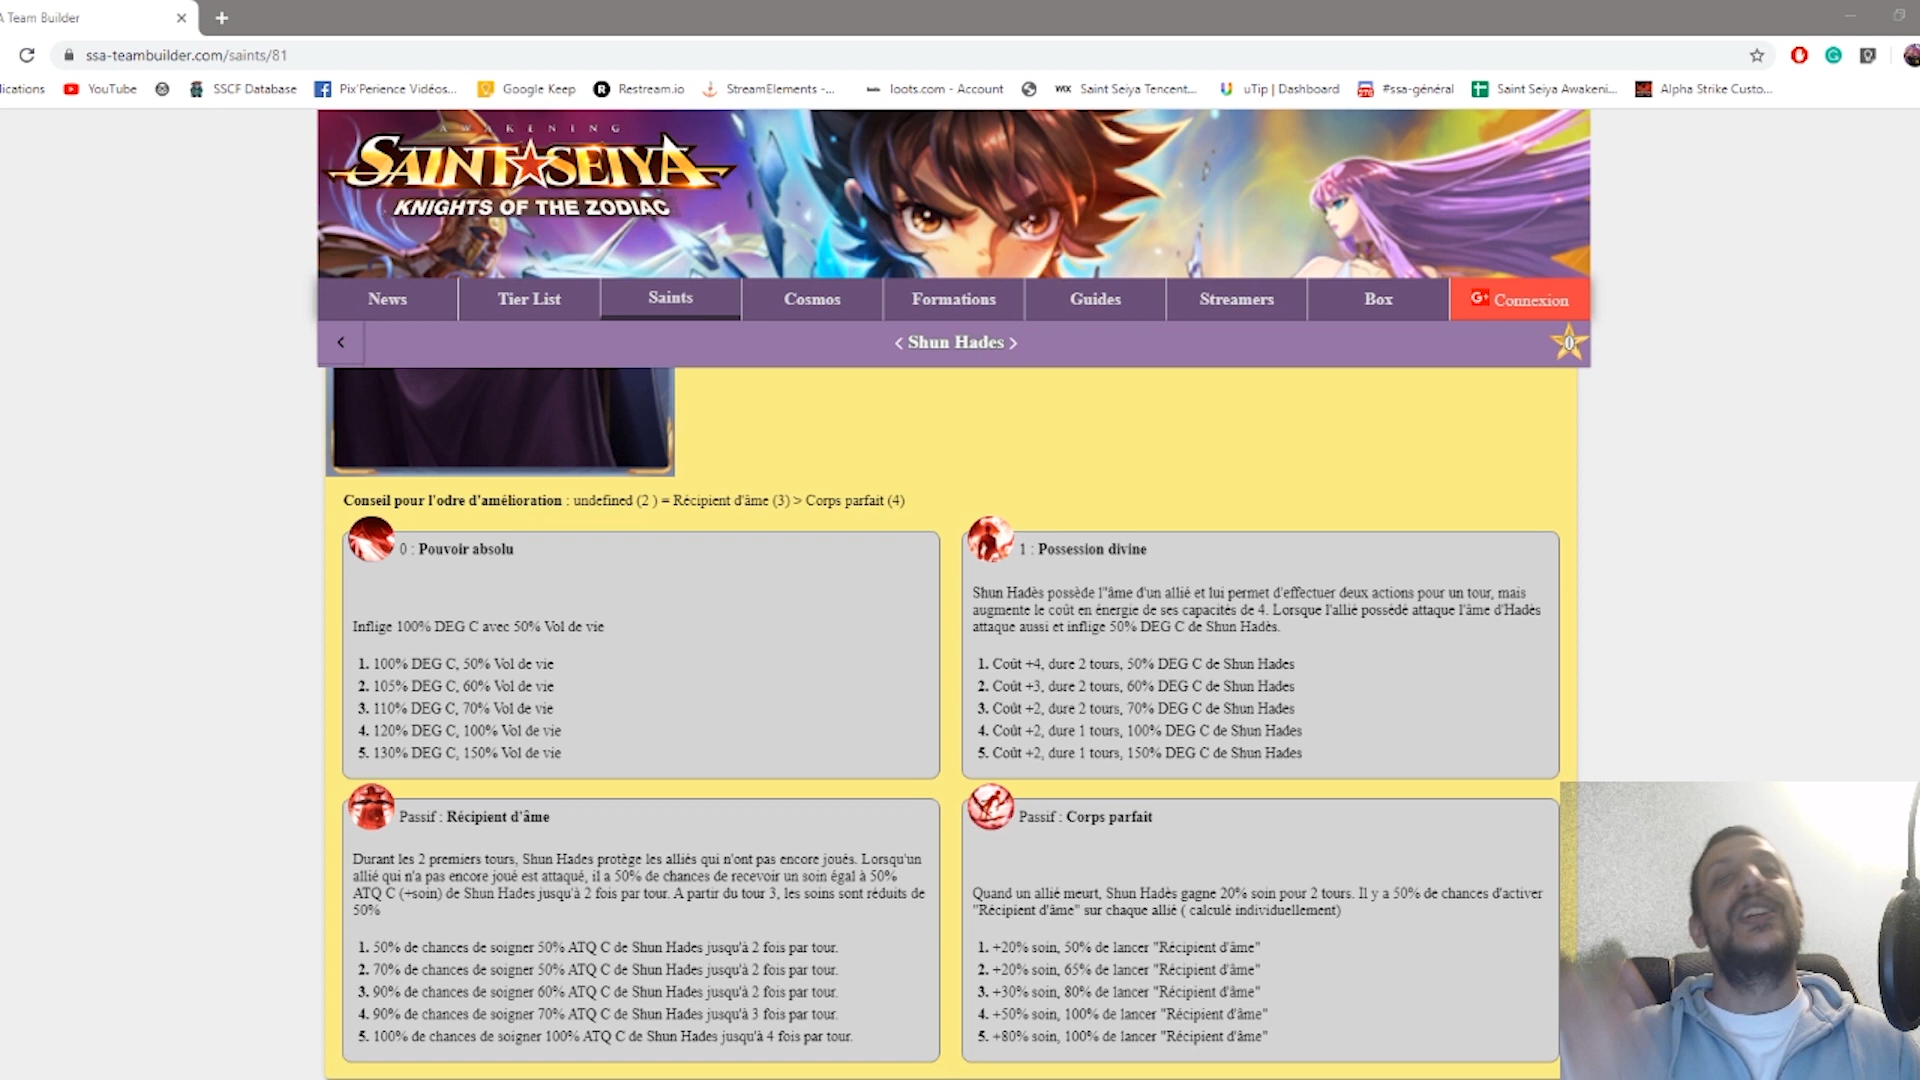 A Team Builder
ssa-teambuilder.com/saints/81
lications
YouTube
SSCF Database
Pix'Perience Vidéos...
Google Keep
Restream.io
StreamElements -...
loots.com - Account
Saint Seiya Tencent...
uTip | Dashboard
#ssa-général
Saint Seiya Awakeni...
Alpha Strike Custo...
AWAKENING
SAINT SEIYA
KNIGHTS OF THE ZODIAC
News
Tier List
Saints
Cosmos
Formations
Guides
Streamers
Box
G+ Connexion
< Shun Hades >
0
Conseil pour l'odre d'amélioration : undefined (2 ) = Récipient d'âme (3) > Corps parfait (4)
0 : Pouvoir absolu
Inflige 100% DEG C avec 50% Vol de vie
1. 100% DEG C, 50% Vol de vie
2. 105% DEG C, 60% Vol de vie
3. 110% DEG C, 70% Vol de vie
4. 120% DEG C, 100% Vol de vie
5. 130% DEG C, 150% Vol de vie
1 : Possession divine
Shun Hadès possède l''âme d'un allié et lui permet d'effectuer deux actions pour un tour, mais
augmente le coût en énergie de ses capacités de 4. Lorsque l'allié possédé attaque l'âme d'Hadès
attaque aussi et inflige 50% DEG C de Shun Hadès.
1. Coût +4, dure 2 tours, 50% DEG C de Shun Hades
2. Coût +3, dure 2 tours, 60% DEG C de Shun Hades
3. Coût +2, dure 2 tours, 70% DEG C de Shun Hades
4. Coût +2, dure 1 tours, 100% DEG C de Shun Hades
5. Coût +2, dure 1 tours, 150% DEG C de Shun Hades
Passif : Récipient d'âme
Durant les 2 premiers tours, Shun Hades protège les alliés qui n'ont pas encore joués. Lorsqu'un
allié qui n'a pas encore joué est attaqué, il a 50% de chances de recevoir un soin égal à 50%
ATQ C (+soin) de Shun Hades jusqu'à 2 fois par tour. A partir du tour 3, les soins sont réduits de
50%
1. 50% de chances de soigner 50% ATQ C de Shun Hades jusqu'à 2 fois par tour.
2. 70% de chances de soigner 50% ATQ C de Shun Hades jusqu'à 2 fois par tour.
3. 90% de chances de soigner 60% ATQ C de Shun Hades jusqu'à 2 fois par tour.
4. 90% de chances de soigner 70% ATQ C de Shun Hades jusqu'à 3 fois par tour.
5. 100% de chances de soigner 100% ATQ C de Shun Hades jusqu'à 4 fois par tour.
Passif : Corps parfait
Quand un allié meurt, Shun Hadès gagne 20% soin pour 2 tours. Il y a 50% de chances d'activer
"Récipient d'âme" sur chaque allié ( calculé individuellement)
1. +20% soin, 50% de lancer "Récipient d'âme"
2. +20% soin, 65% de lancer "Récipient d'âme"
3. +30% soin, 80% de lancer "Récipient d'âme"
4. +50% soin, 100% de lancer "Récipient d'âme"
5. +80% soin, 100% de lancer "Récipient d'âme"